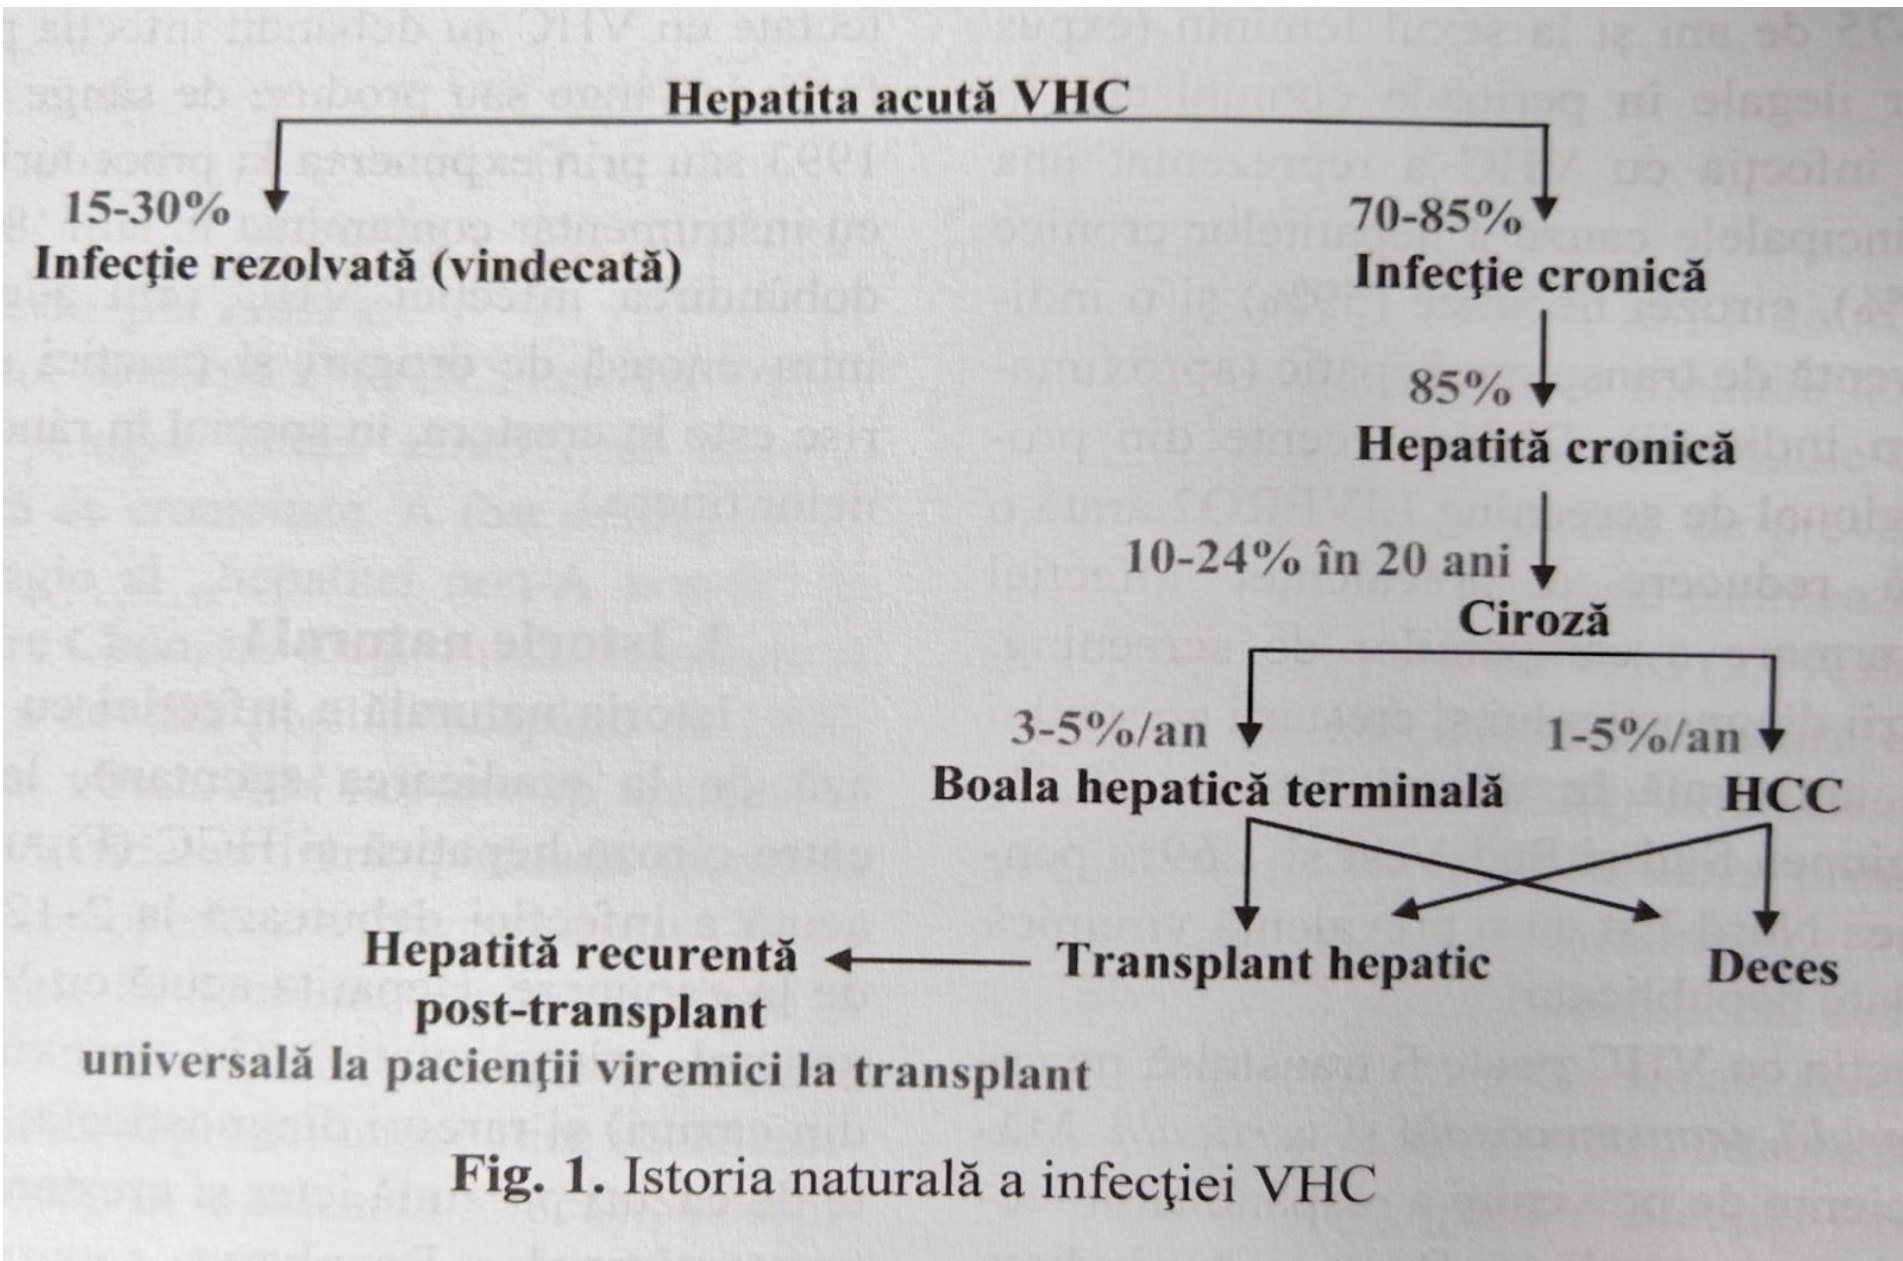 Hepatita acută VHC
15-30%
Infecţie rezolvată (vindecată)
70-85%
Infecţie cronică
85%
Hepatită cronică
10-24% în 20 ani
Ciroză
3-5%/an
1-5%/an
Boala hepatică terminală
HCC
Hepatită recurentă
post-transplant
universală la pacienţii viremici la transplant
Transplant hepatic
Deces
Fig. 1. Istoria naturală a infecţiei VHC